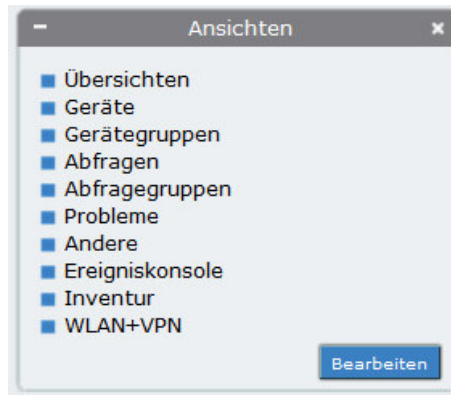 Ansichten
Übersichten
Geräte
Gerätegruppen
Abfragen
Abfragegruppen
Probleme
Andere
Ereigniskonsole
Inventur
WLAN+VPN
Bearbeiten